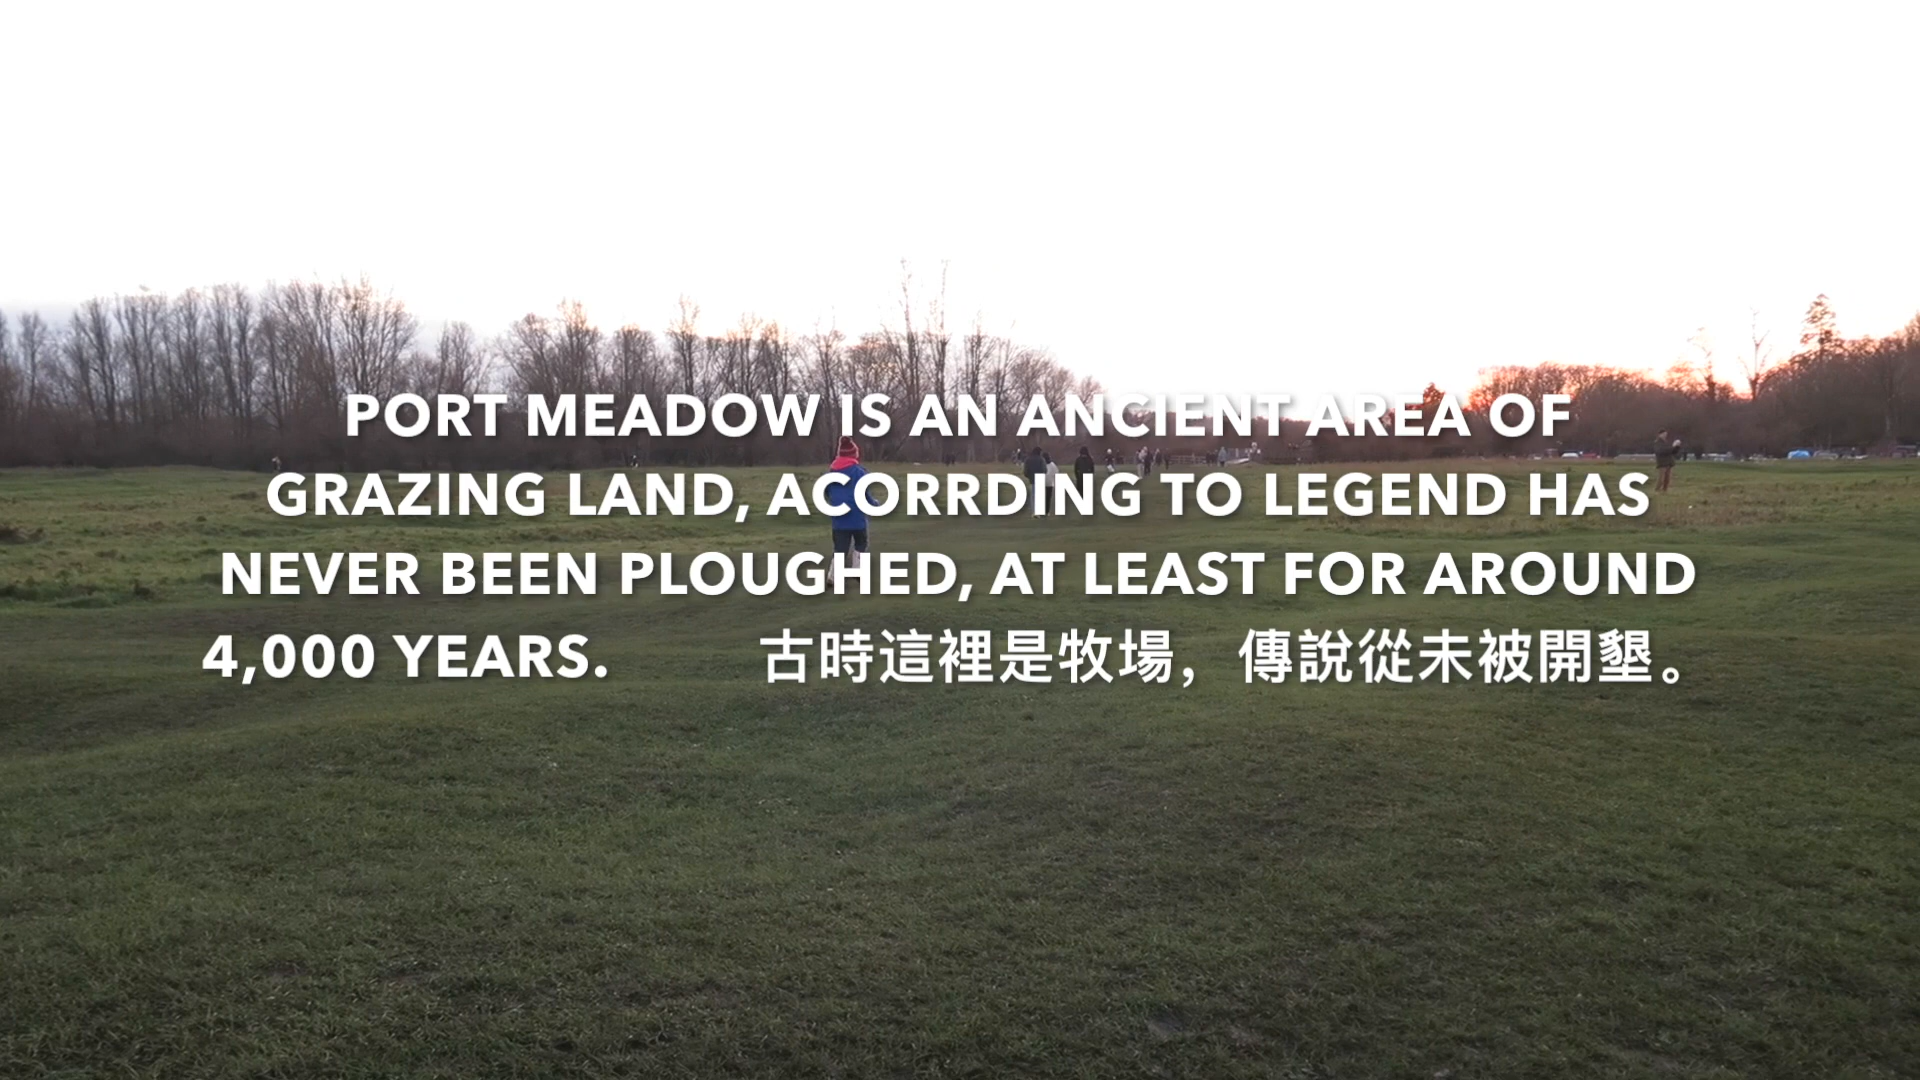 PORT MEADOW IS AN ANCIENT AREA OF
GRAZING LAND, ACORRDING TO LEGEND HAS
NEVER BEEN PLOUGHED, AT LEAST FOR AROUND
4,000 YEARS. 古時這裡是牧場，傳說從未被開墾。